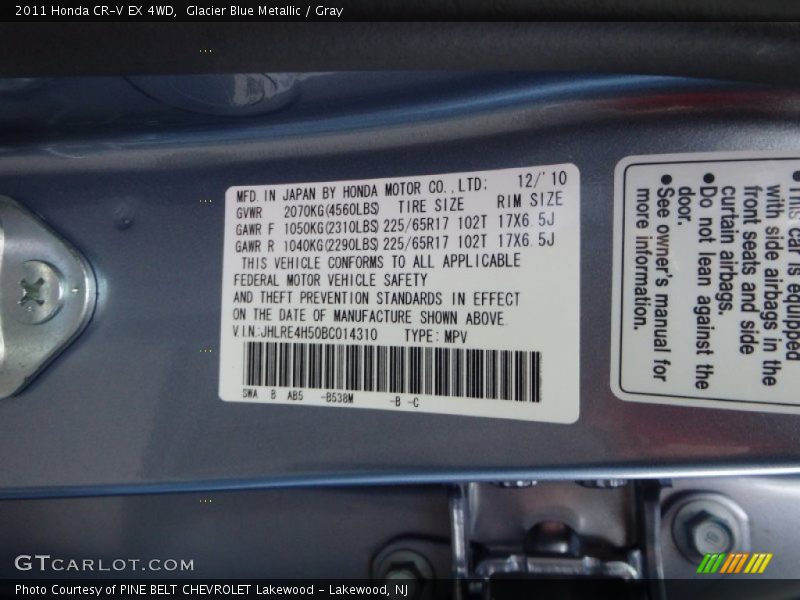 2011 Honda CR-V EX 4WD,  Glacier Blue Metallic / Gray
MFD. IN JAPAN BY HONDA MOTOR CO.,LTD; 12/'10
GVWR 2070KG(4560LBS) TIRE SIZE RIM SIZE
GAWR F 1050KG(2310LBS) 225/65R17 102T 17X6.5J
GAWR R 1040KG(2290LBS) 225/65R17 102T 17X6.5J
THIS VEHICLE CONFORMS TO ALL APPLICABLE
FEDERAL MOTOR VEHICLE SAFETY
AND THEFT PREVENTION STANDARDS IN EFFECT
ON THE DATE OF MANUFACTURE SHOWN ABOVE.
V.I.N:JHLRE4H50BC014310 TYPE: MPV
SWA B AB5 -B538M -B -C
•This car is equipped
with side airbags in the
front seats and side
curtain airbags.
•Do not lean against the
door.
•See owner's manual for
more information.
GTCARLOT.COM
Photo Courtesy of PINE BELT CHEVROLET Lakewood - Lakewood, NJ